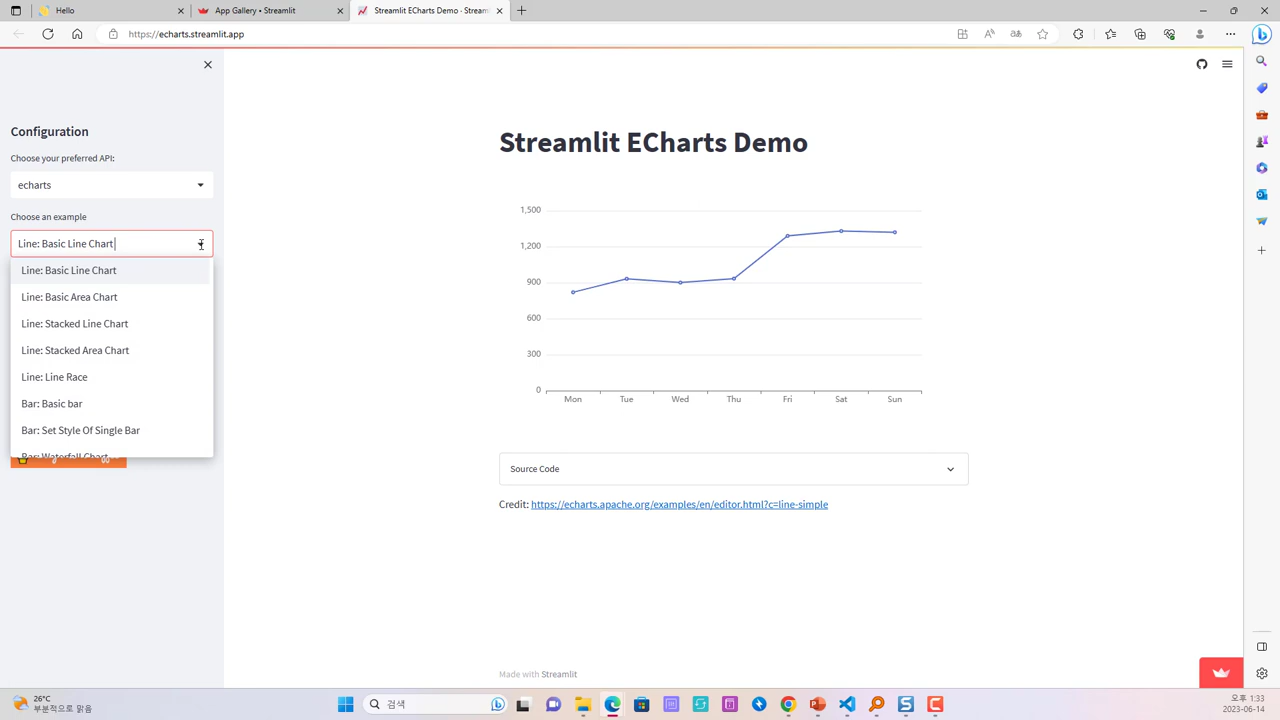 Hello
App Gallery • Streamlit
Streamlit ECharts Demo · Stream
https://echarts.streamlit.app
Configuration
Choose your preferred API:
echarts
Choose an example
Line: Basic Line Chart
Line: Basic Line Chart
Line: Basic Area Chart
Line: Stacked Line Chart
Line: Stacked Area Chart
Line: Line Race
Bar: Basic bar
Bar: Set Style Of Single Bar
Bar: Waterfall Chart
Streamlit ECharts Demo
1,500
1,200
900
600
300
0
Mon Tue Wed Thu Fri Sat Sun
Source Code
Credit: https://echarts.apache.org/examples/en/editor.html?c=line-simple
Made with Streamlit
26°C
부분적으로 맑음
검색
오후 1:33
2023-06-14